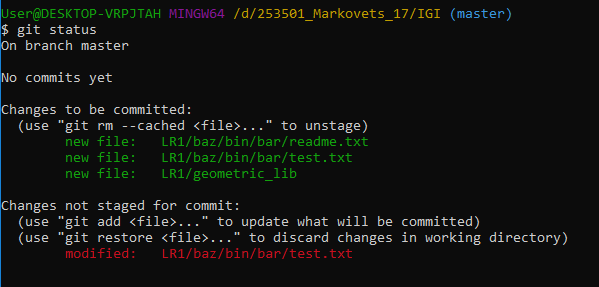 User@DESKTOP-VRPJTAH MINGW64 /d/253501_Markovets_17/IGI (master)
$ git status
On branch master
No commits yet
Changes to be committed:
(use "git rm --cached <file>..." to unstage)
new file: LR1/baz/bin/bar/readme.txt
new file: LR1/baz/bin/bar/test.txt
new file: LR1/geometric_lib
Changes not staged for commit:
(use "git add <file>..." to update what will be committed)
(use "git restore <file>..." to discard changes in working directory)
modified: LR1/baz/bin/bar/test.txt